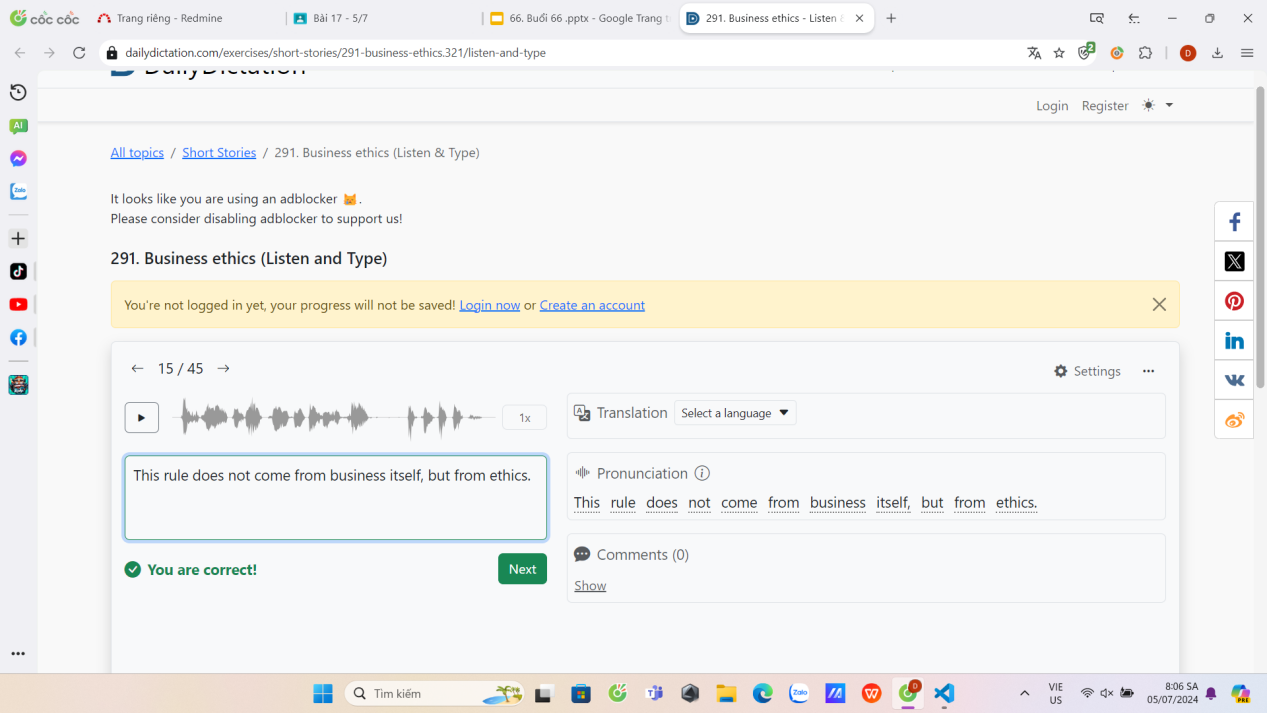 cốc cốc
Trang riêng - Redmine
Bài 17 - 5/7
66. Buổi 66 .pptx - Google Trang t
291. Business ethics - Listen &
dailydictation.com/exercises/short-stories/291-business-ethics.321/listen-and-type
2
D
DailyDictation
Login Register
AI
Zalo
All topics / Short Stories / 291. Business ethics (Listen & Type)
It looks like you are using an adblocker 😿.
Please consider disabling adblocker to support us!
291. Business ethics (Listen and Type)
You're not logged in yet, your progress will not be saved! Login now or Create an account
15 / 45
Settings
1x
Translation Select a language
This rule does not come from business itself, but from ethics.
Pronunciation
This rule does not come from business itself, but from ethics.
You are correct!
Next
Comments (0)
Show
Tìm kiếm
Zalo
D
VIE
US
8:06 SA
05/07/2024
PRE